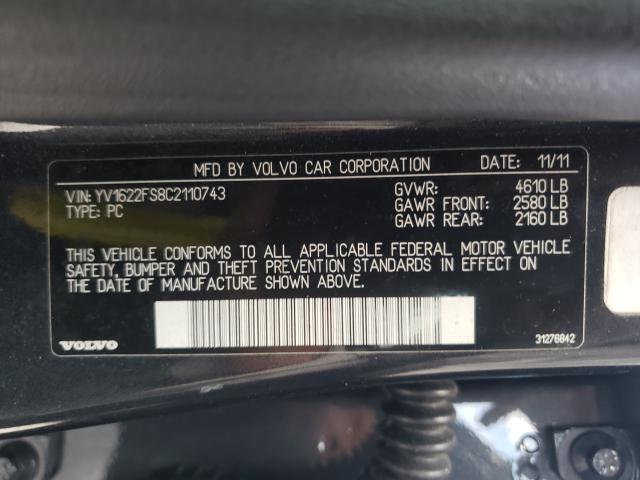 MFD BY VOLVO CAR CORPORATION DATE: 11/11
VIN: YV1622FS8C2110743 GVWR: 4610 LB
TYPE: PC GAWR FRONT: 2580 LB
GAWR REAR: 2160 LB
THIS VEHICLE CONFORMS TO ALL APPLICABLE FEDERAL MOTOR VEHICLE
SAFETY, BUMPER AND THEFT PREVENTION STANDARDS IN EFFECT ON
THE DATE OF MANUFACTURE SHOWN ABOVE.
VOLVO 31276842